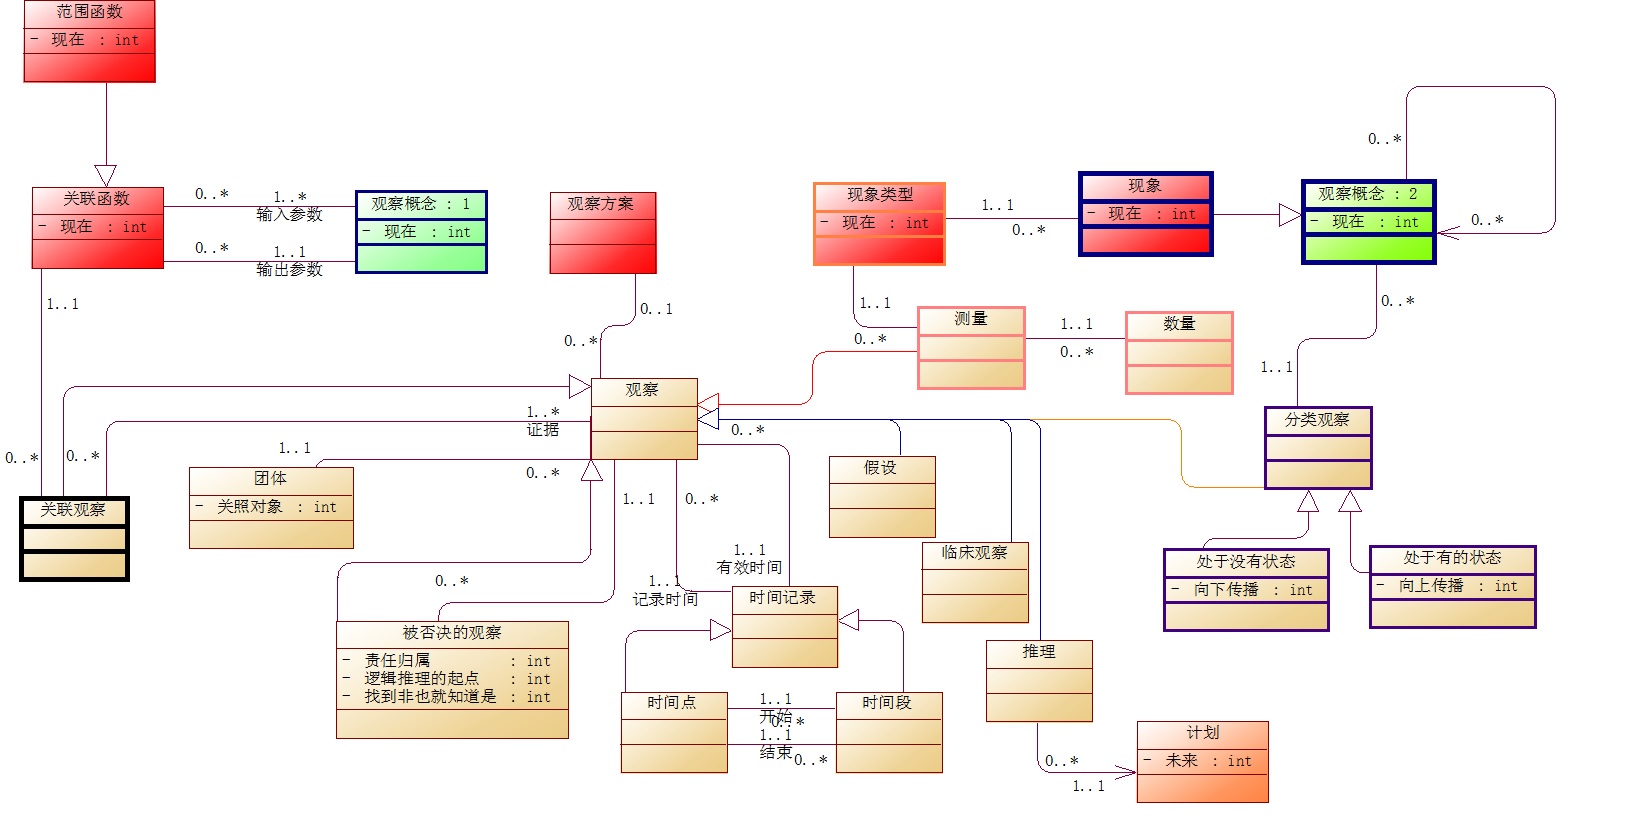 范围函数
- 现在 : int
关联函数
- 现在 : int
0..*
1..*
输入参数
0..*
1..1
输出参数
观察概念 : 1
- 现在 : int
观察方案
现象类型
- 现在 : int
1..1
0..*
现象
- 现在 : int
0..*
观察概念 : 2
- 现在 : int
0..*
1..1
0..1
0..*
1..1
0..*
测量
1..1
0..*
数量
0..*
1..1
分类观察
观察
1..*
证据
0..*
0..*
0..*
1..1
0..*
团体
- 关照对象 : int
关联观察
1..1
0..*
假设
临床观察
处于没有状态
- 向下传播 : int
处于有的状态
- 向上传播 : int
0..*
1..1
有效时间
1..1
记录时间
时间记录
被否决的观察
- 责任归属 : int
- 逻辑推理的起点 : int
- 找到非也就知道是 : int
推理
时间点
1..1
开始
0..*
1..1
结束
0..*
时间段
0..*
1..1
计划
- 未来 : int